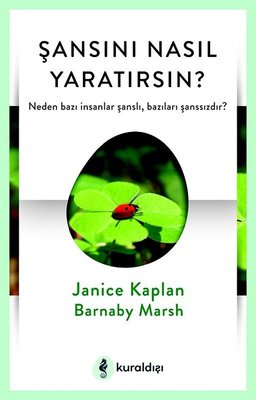 ŞANSINI NASIL
YARATIRSIN?
Neden bazı insanlar şanslı, bazıları şanssızdır?
Janice Kaplan
Barnaby Marsh
kuraldışı